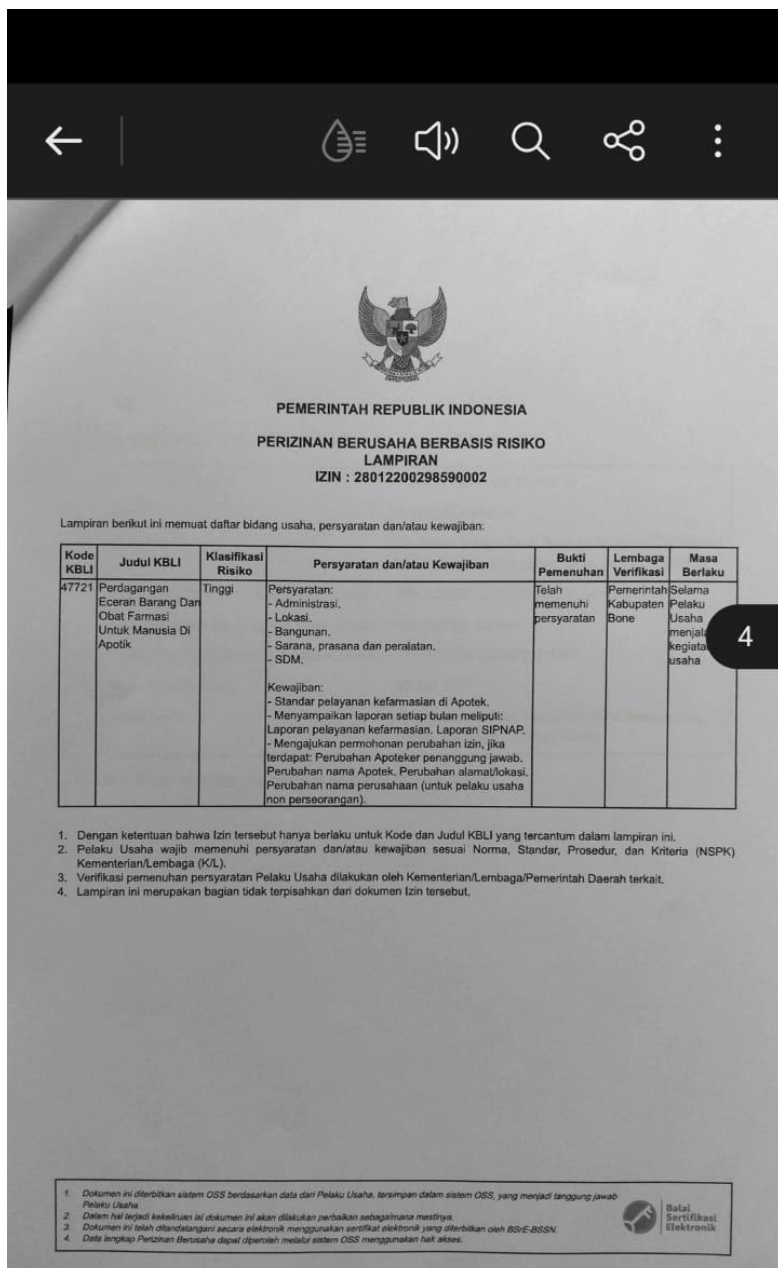 PEMERINTAH REPUBLIK INDONESIA
PERIZINAN BERUSAHA BERBASIS RISIKO
LAMPIRAN
IZIN : 28012200298590002
Lampiran berikut ini memuat daftar bidang usaha, persyaratan dan/atau kewajiban:
Kode KBLI
Judul KBLI
Klasifikasi Risiko
Persyaratan dan/atau Kewajiban
Bukti Pemenuhan
Lembaga Verifikasi
Masa Berlaku
47721
Perdagangan
Eceran Barang Dan
Obat Farmasi
Untuk Manusia Di
Apotik
Tinggi
Persyaratan:
- Administrasi.
- Lokasi.
- Bangunan.
- Sarana, prasana dan peralatan.
- SDM.
Kewajiban:
- Standar pelayanan kefarmasian di Apotek.
- Menyampaikan laporan setiap bulan meliputi:
Laporan pelayanan kefarmasian. Laporan SIPNAP.
- Mengajukan permohonan perubahan izin, jika
terdapat: Perubahan Apoteker penanggung jawab.
Perubahan nama Apotek. Perubahan alamat/lokasi.
Perubahan nama perusahaan (untuk pelaku usaha
non perseorangan).
Telah
memenuhi
persyaratan
Pemerintah
Kabupaten
Bone
Selama
Pelaku
Usaha
usaha
4
1. Dengan ketentuan bahwa Izin tersebut hanya berlaku untuk Kode dan Judul KBLI yang tercantum dalam lampiran ini.
2. Pelaku Usaha wajib memenuhi persyaratan dan/atau kewajiban sesuai Norma, Standar, Prosedur, dan Kriteria (NSPK)
Kementerian/Lembaga (K/L).
3. Verifikasi pemenuhan persyaratan Pelaku Usaha dilakukan oleh Kementerian/Lembaga/Pemerintah Daerah terkait.
4. Lampiran ini merupakan bagian tidak terpisahkan dari dokumen Izin tersebut.
1. Dokumen ini diterbitkan sistem OSS berdasarkan data dari Pelaku Usaha, tersimpan dalam sistem OSS, yang menjadi tanggung jawab
Pelaku Usaha.
2. Dalam hal terjadi kekeliruan isi dokumen ini akan dilakukan perbaikan sebagaimana mestinya.
3. Dokumen ini telah ditandatangani secara elektronik menggunakan sertifikat elektronik yang diterbitkan oleh BSrE-BSSN.
4. Data lengkap Perizinan Berusaha dapat diperoleh melalui sistem OSS menggunakan hak akses.
Balai
Sertifikasi
Elektronik